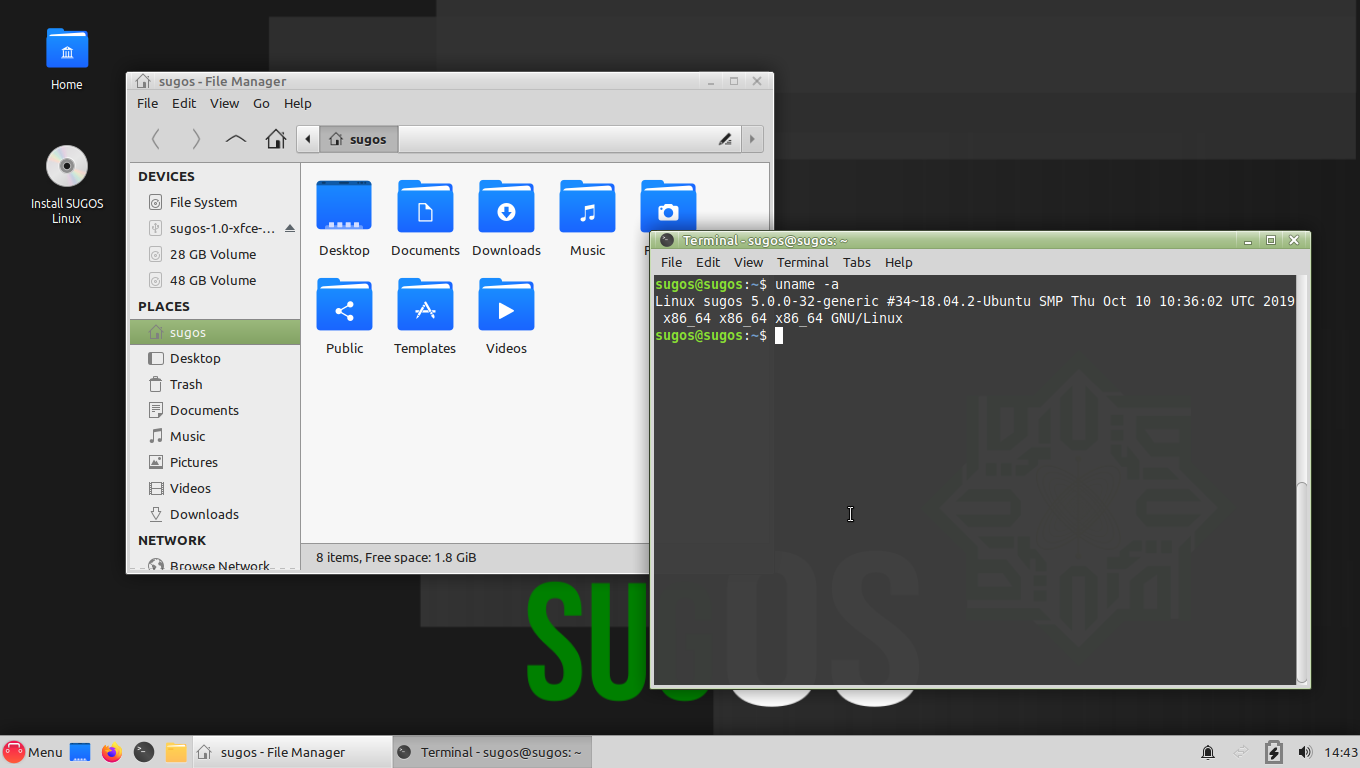 Home
Install SUGOS
Linux
sugos - File Manager
File Edit View Go Help
sugos
DEVICES
File System
sugos-1.0-xfce-...
28 GB Volume
48 GB Volume
PLACES
sugos
Desktop
Trash
Documents
Music
Pictures
Videos
Downloads
NETWORK
Browse Network
Desktop
Documents
Downloads
Music
Public
Templates
Videos
8 items, Free space: 1.8 GiB
Terminal - sugos@sugos: ~
File Edit View Terminal Tabs Help
sugos@sugos:~$ uname -a
Linux sugos 5.0.0-32-generic #34~18.04.2-Ubuntu SMP Thu Oct 10 10:36:02 UTC 2019
x86_64 x86_64 x86_64 GNU/Linux
sugos@sugos:~$
SUGOS
Menu
sugos - File Manager
Terminal - sugos@sugos: ~
14:43